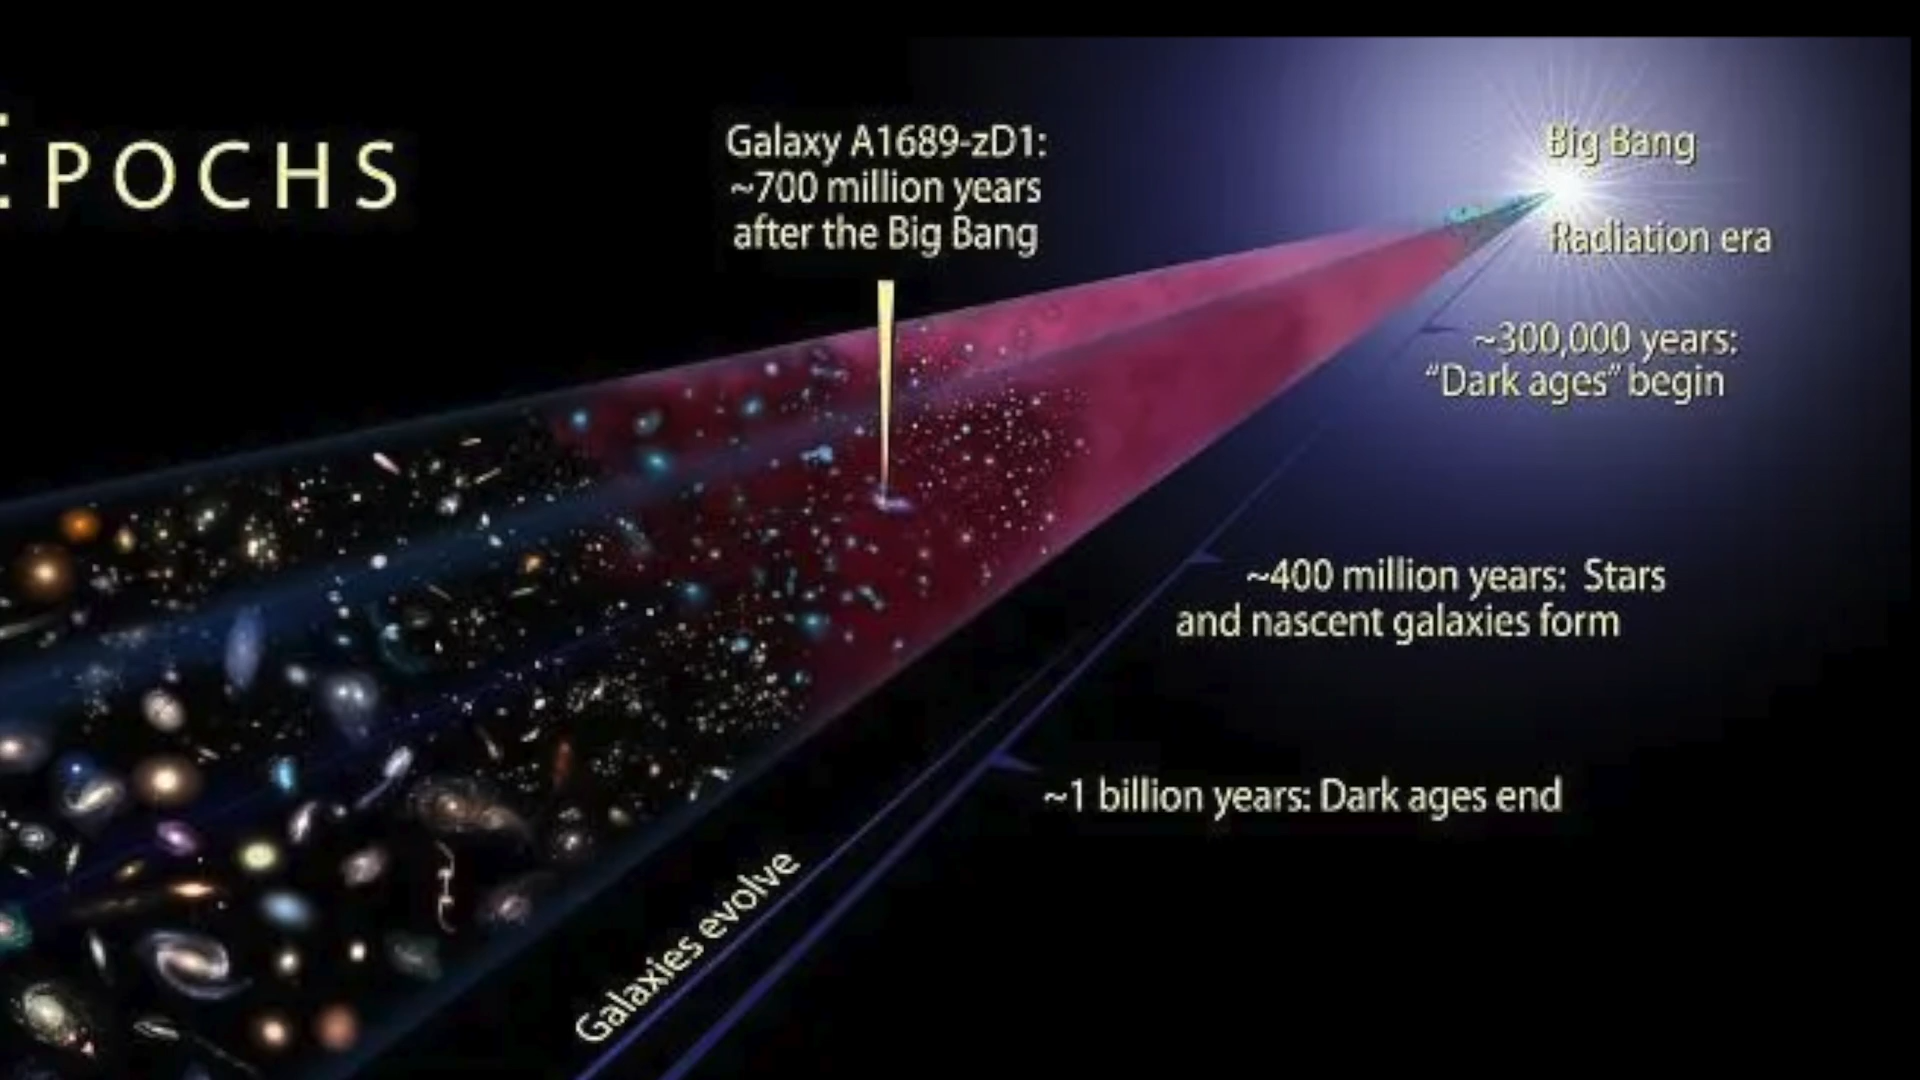 EPOCHS
Galaxy A1689-zD1:
~700 million years
after the Big Bang
Big Bang
Radiation era
~300,000 years:
“Dark ages” begin
~400 million years: Stars
and nascent galaxies form
~1 billion years: Dark ages end
Galaxies evolve